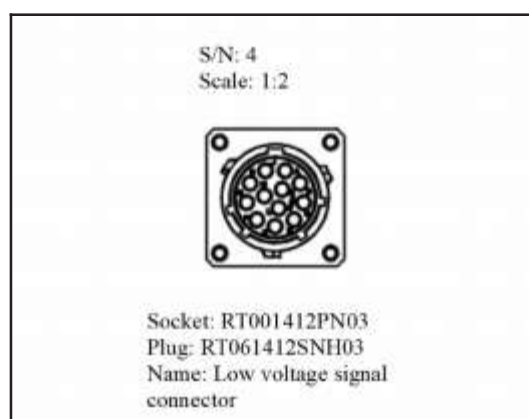 S/N: 4
Scale: 1:2
Socket: RT001412PN03
Plug: RT061412SNH03
Name: Low voltage signal
connector